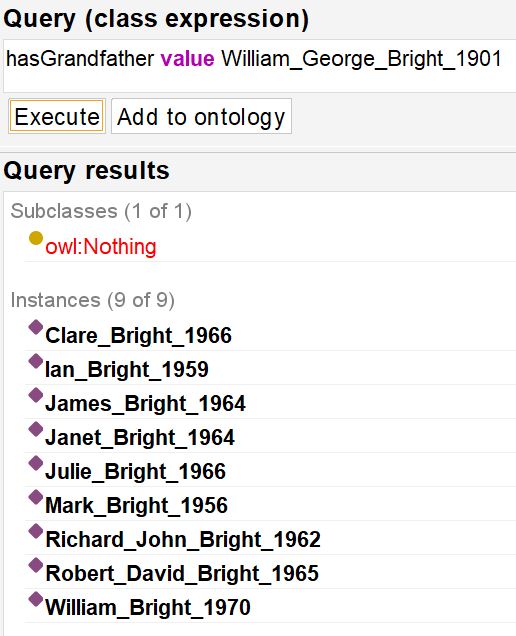 Query (class expression)
hasGrandfather value William_George_Bright_1901
Execute Add to ontology
Query results
Subclasses (1 of 1)
owl:Nothing
Instances (9 of 9)
Clare_Bright_1966
Ian_Bright_1959
James_Bright_1964
Janet_Bright_1964
Julie_Bright_1966
Mark_Bright_1956
Richard_John_Bright_1962
Robert_David_Bright_1965
William_Bright_1970